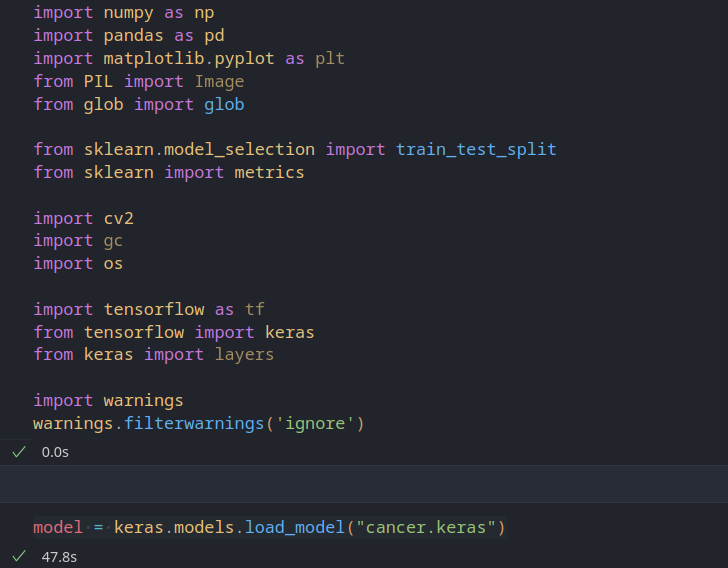 import numpy as np
import pandas as pd
import matplotlib.pyplot as plt
from PIL import Image
from glob import glob
from sklearn.model_selection import train_test_split
from sklearn import metrics
import cv2
import gc
import os
import tensorflow as tf
from tensorflow import keras
from keras import layers
import warnings
warnings.filterwarnings('ignore')
0.0s
model = keras.models.load_model("cancer.keras")
47.8s